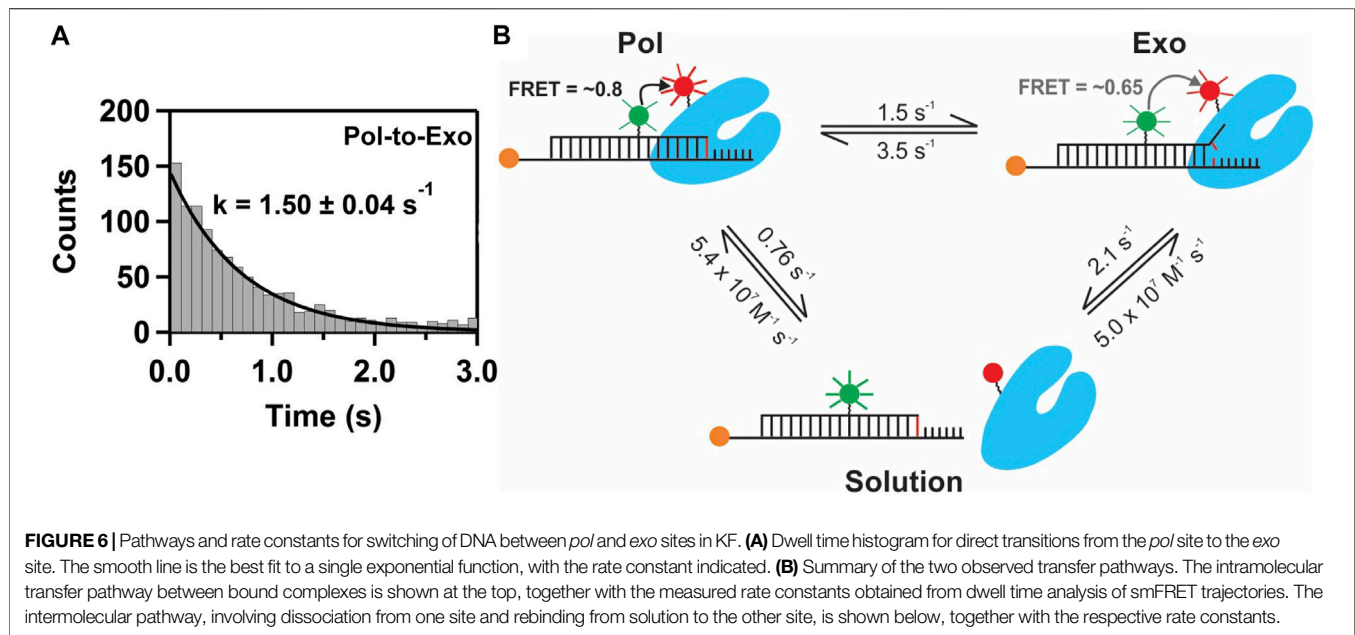 A
200
150
100
50
0
Counts
Pol-to-Exo
k = 1.50 ± 0.04 s⁻¹
0.0 1.0 2.0 3.0
Time (s)
B
Pol
Exo
FRET = ~0.8
FRET = ~0.65
1.5 s⁻¹
3.5 s⁻¹
0.76 s⁻¹
5.4 x 10⁷ M⁻¹ s⁻¹
2.1 s⁻¹
5.0 x 10⁷ M⁻¹ s⁻¹
Solution
FIGURE 6 | Pathways and rate constants for switching of DNA between pol and exo sites in KF. (A) Dwell time histogram for direct transitions from the pol site to the exo
site. The smooth line is the best fit to a single exponential function, with the rate constant indicated. (B) Summary of the two observed transfer pathways. The intramolecular
transfer pathway between bound complexes is shown at the top, together with the measured rate constants obtained from dwell time analysis of smFRET trajectories. The
intermolecular pathway, involving dissociation from one site and rebinding from solution to the other site, is shown below, together with the respective rate constants.